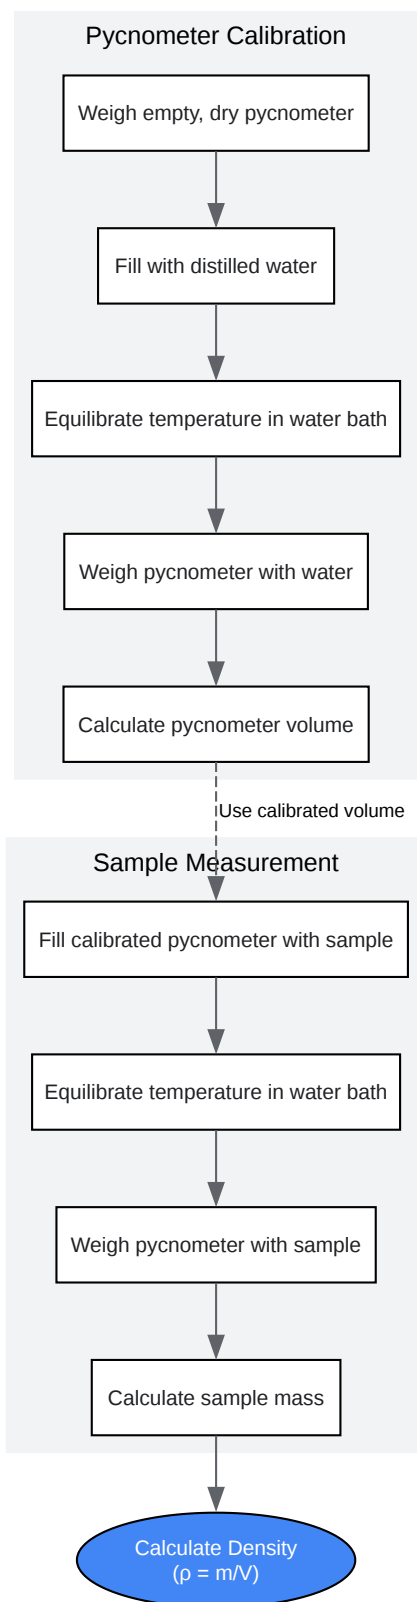 Pycnometer Calibration
Weigh empty, dry pycnometer
Fill with distilled water
Equilibrate temperature in water bath
Weigh pycnometer with water
Calculate pycnometer volume
Use calibrated volume
Sample Measurement
Fill calibrated pycnometer with sample
Equilibrate temperature in water bath
Weigh pycnometer with sample
Calculate sample mass
Calculate Density
(ρ = m/V)